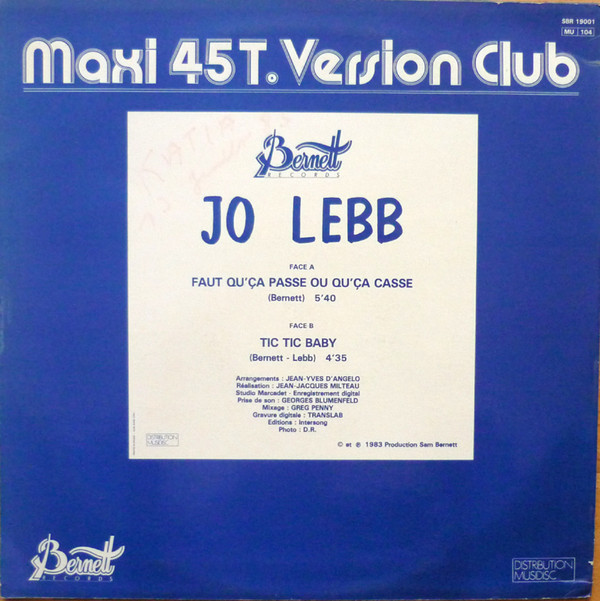 SBR 19001
MU 104
Maxi 45T. Version Club
Bernett
RECORDS
JO LEBB
FACE A
FAUT QU'ÇA PASSE OU QU'ÇA CASSE
(Bernett) 5'40
FACE B
TIC TIC BABY
(Bernett - Lebb) 4'35
Arrangements : JEAN-YVES D'ANGELO
Réalisation : JEAN-JACQUES MILTEAU
Studio Marcadet - Enregistrement digital
Prise de son : GEORGES BLUMENFELD
Mixage : GREG PENNY
Gravure digitale : TRANSLAB
Editions : Intersong
Photo : D.R.
DISTRIBUTION
MUSIDISC
© et ℗ 1983 Production Sam Bernett
Bernett
RECORDS
DISTRIBUTION
MUSIDISC